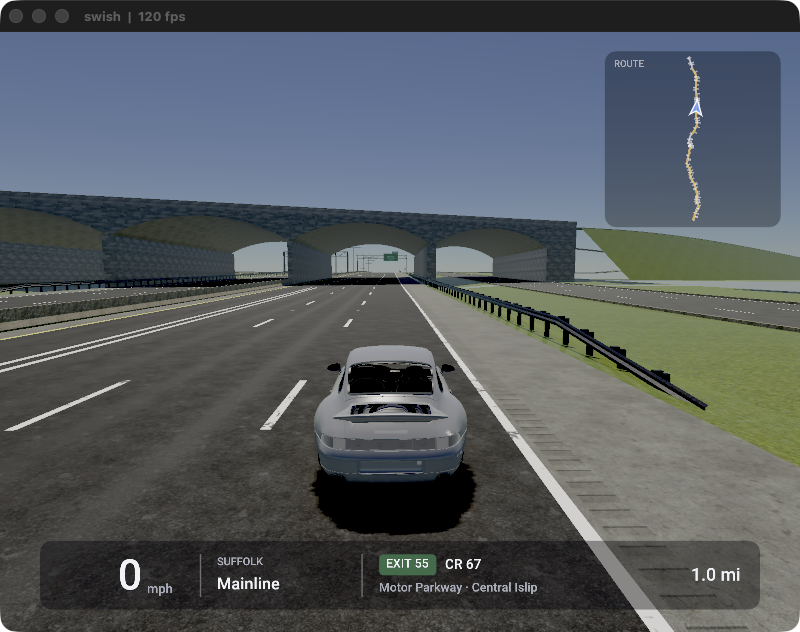 swish | 120 fps
ROUTE
0 mph
SUFFOLK
Mainline
EXIT 55 CR 67
Motor Parkway · Central Islip
1.0 mi